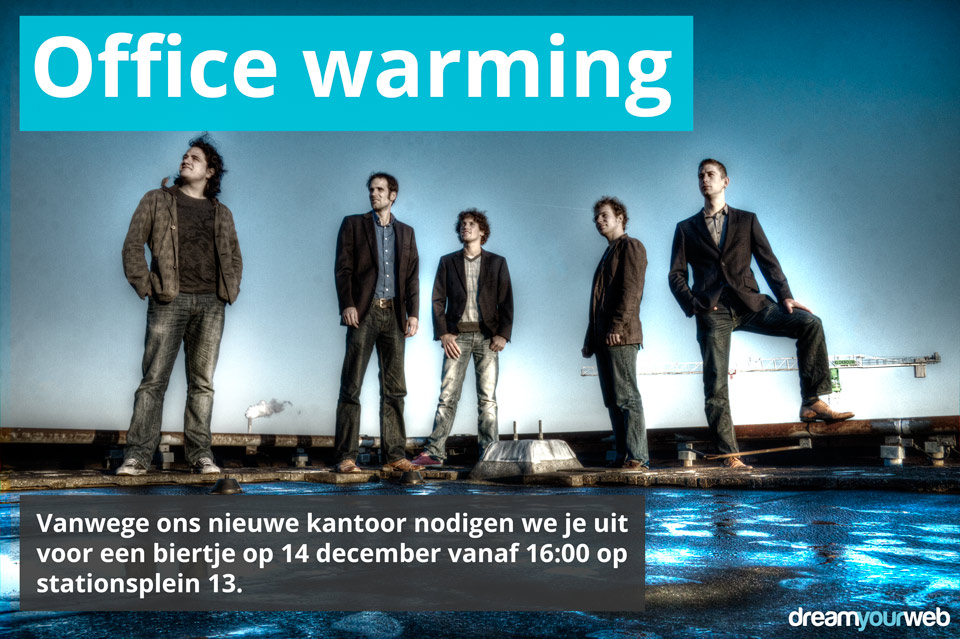 Office warming
Vanwege ons nieuwe kantoor nodigen we je uit
voor een biertje op 14 december vanaf 16:00 op
stationsplein 13.
dreamyourweb